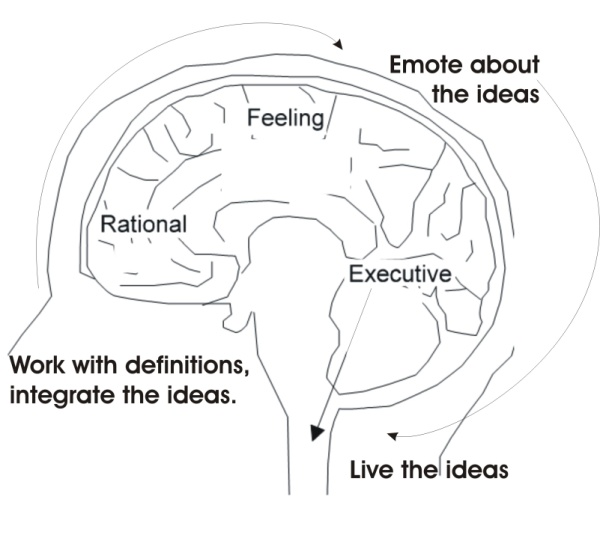 Emote about
the ideas
Feeling
Rational
Executive
Work with definitions,
integrate the ideas.
Live the ideas